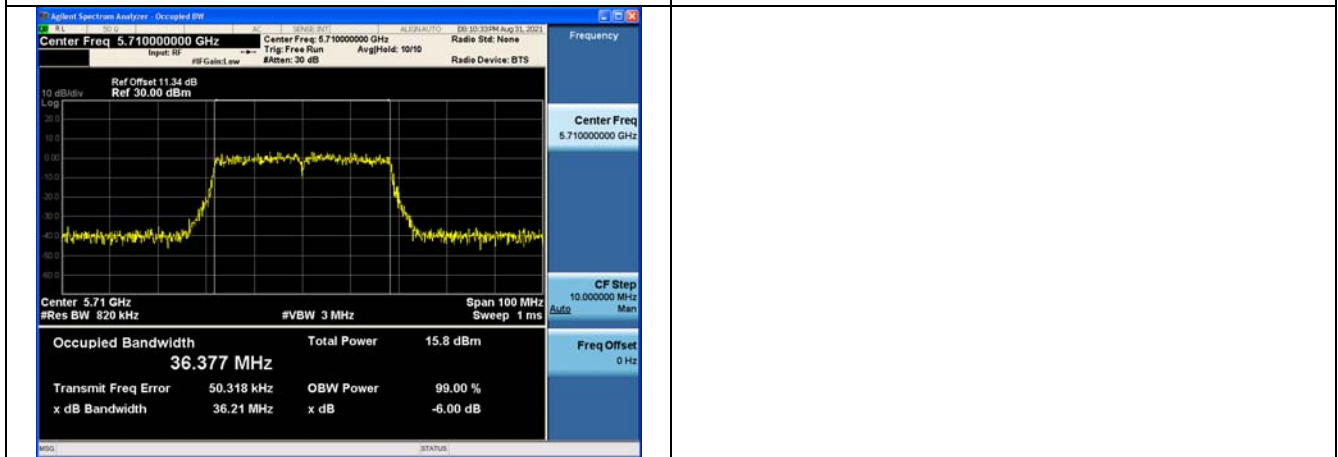 Agilent Spectrum Analyzer - Occupied BW
RL 50 Ω AC SENSE:INT ALIGNAUTO 08:10:33PM Aug 31, 2021
Center Freq 5.710000000 GHz Center Freq: 5.710000000 GHz Radio Std: None Frequency
Input: RF Trig: Free Run Avg|Hold: 10/10
#IFGain:Low #Atten: 30 dB Radio Device: BTS
Ref Offset 11.34 dB
10 dB/div Ref 30.00 dBm
Log
20.0
10.0
0.00
-10.0
-20.0
-30.0
-40.0
-50.0
-60.0
Center Freq
5.710000000 GHz
CF Step
10.000000 MHz
Auto Man
Center 5.71 GHz Span 100 MHz
#Res BW 820 kHz #VBW 3 MHz Sweep 1 ms
Occupied Bandwidth Total Power 15.8 dBm
36.377 MHz
Transmit Freq Error 50.318 kHz OBW Power 99.00 %
x dB Bandwidth 36.21 MHz x dB -6.00 dB
Freq Offset
0 Hz
MSG STATUS